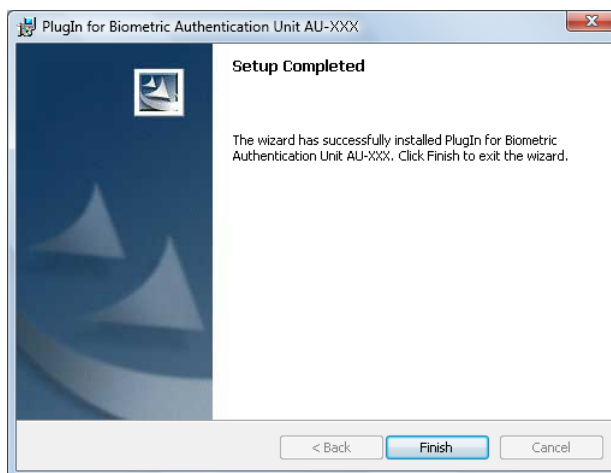 PlugIn for Biometric Authentication Unit AU-XXX
Setup Completed
The wizard has successfully installed PlugIn for Biometric
Authentication Unit AU-XXX. Click Finish to exit the wizard.
< Back
Finish
Cancel